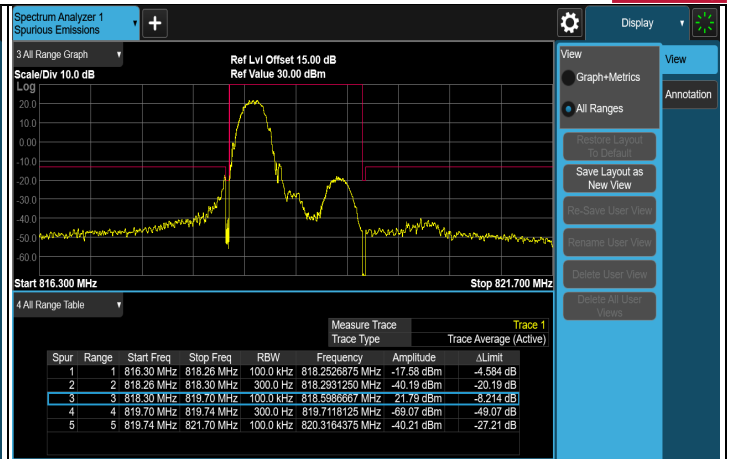 Spectrum Analyzer 1
Spurious Emissions
Display
3 All Range Graph
Scale/Div 10.0 dB
Ref Lvl Offset 15.00 dB
Ref Value 30.00 dBm
Log
20.0
10.0
0.00
-10.0
-20.0
-30.0
-40.0
-50.0
-60.0
Start 816.300 MHz
Stop 821.700 MHz
4 All Range Table
Measure Trace Trace 1
Trace Type Trace Average (Active)
Spur Range Start Freq Stop Freq RBW Frequency Amplitude ΔLimit
1 1 816.30 MHz 818.26 MHz 100.0 kHz 818.2526875 MHz -17.58 dBm -4.584 dB
2 2 818.26 MHz 818.30 MHz 300.0 Hz 818.2931250 MHz -40.19 dBm -20.19 dB
3 3 818.30 MHz 819.70 MHz 100.0 kHz 818.5986667 MHz 21.79 dBm -8.214 dB
4 4 819.70 MHz 819.74 MHz 300.0 Hz 819.7118125 MHz -69.07 dBm -49.07 dB
5 5 819.74 MHz 821.70 MHz 100.0 kHz 820.3164375 MHz -40.21 dBm -27.21 dB
View
Graph+Metrics
All Ranges
Restore Layout
To Default
Save Layout as
New View
Re-Save User View
Rename User View
Delete User View
Delete All User
Views
View
Annotation